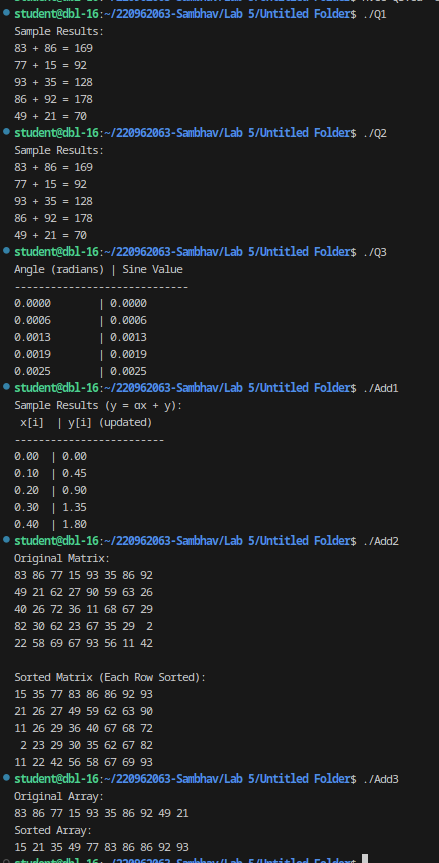 student@dbl-16:~/220962063-Sambhav/Lab 5/Untitled Folder$ ./Q1
Sample Results:
83 + 86 = 169
77 + 15 = 92
93 + 35 = 128
86 + 92 = 178
49 + 21 = 70
student@dbl-16:~/220962063-Sambhav/Lab 5/Untitled Folder$ ./Q2
Sample Results:
83 + 86 = 169
77 + 15 = 92
93 + 35 = 128
86 + 92 = 178
49 + 21 = 70
student@dbl-16:~/220962063-Sambhav/Lab 5/Untitled Folder$ ./Q3
Angle (radians) | Sine Value
-----------------------------
0.0000        | 0.0000
0.0006        | 0.0006
0.0013        | 0.0013
0.0019        | 0.0019
0.0025        | 0.0025
student@dbl-16:~/220962063-Sambhav/Lab 5/Untitled Folder$ ./Add1
Sample Results (y = αx + y):
 x[i]  | y[i] (updated)
-------------------------
0.00  | 0.00
0.10  | 0.45
0.20  | 0.90
0.30  | 1.35
0.40  | 1.80
student@dbl-16:~/220962063-Sambhav/Lab 5/Untitled Folder$ ./Add2
Original Matrix:
83 86 77 15 93 35 86 92
49 21 62 27 90 59 63 26
40 26 72 36 11 68 67 29
82 30 62 23 67 35 29  2
22 58 69 67 93 56 11 42
Sorted Matrix (Each Row Sorted):
15 35 77 83 86 86 92 93
21 26 27 49 59 62 63 90
11 26 29 36 40 67 68 72
 2 23 29 30 35 62 67 82
11 22 42 56 58 67 69 93
student@dbl-16:~/220962063-Sambhav/Lab 5/Untitled Folder$ ./Add3
Original Array:
83 86 77 15 93 35 86 92 49 21
Sorted Array:
15 21 35 49 77 83 86 86 92 93
student@dbl-16:~/220962063-Sambhav/Lab 5/Untitled Folder$